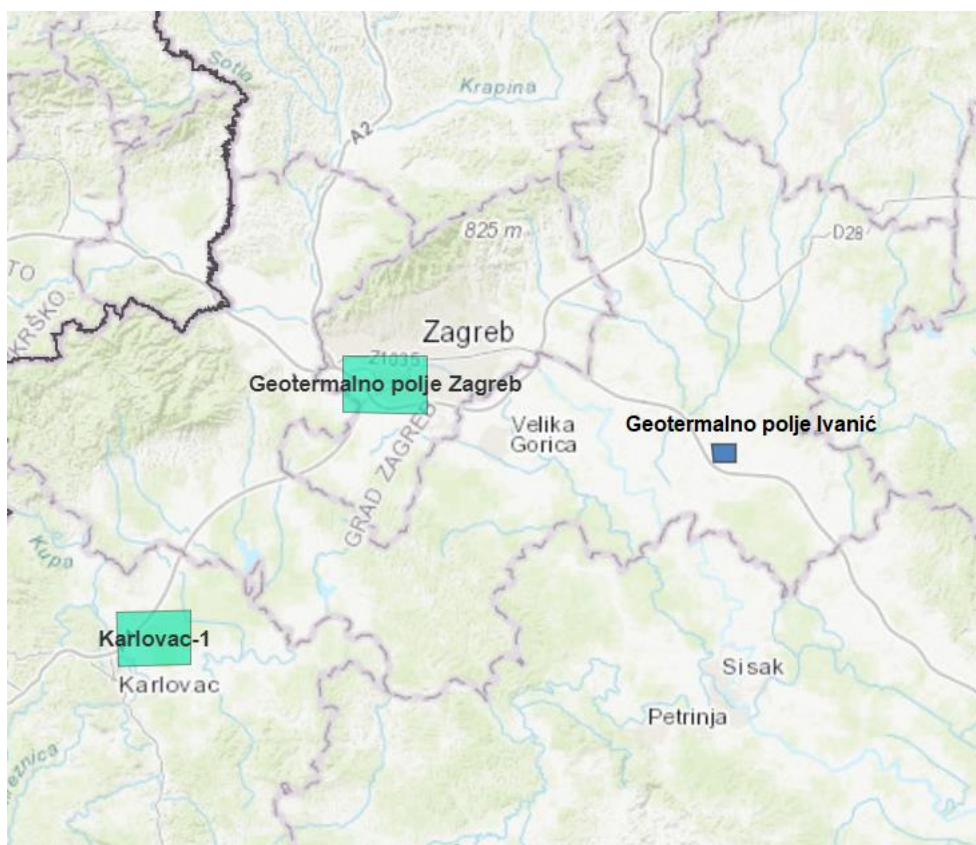 Sotla
Krapina
A2
825 m
D28
TO
KRŠKO
Zagreb
Z1035
Geotermalno polje Zagreb
Velika
Gorica
Geotermalno polje Ivanić
GRAD ZAGREB
Kupa
Karlovac-1
Karlovac
Sisak
Petrinja